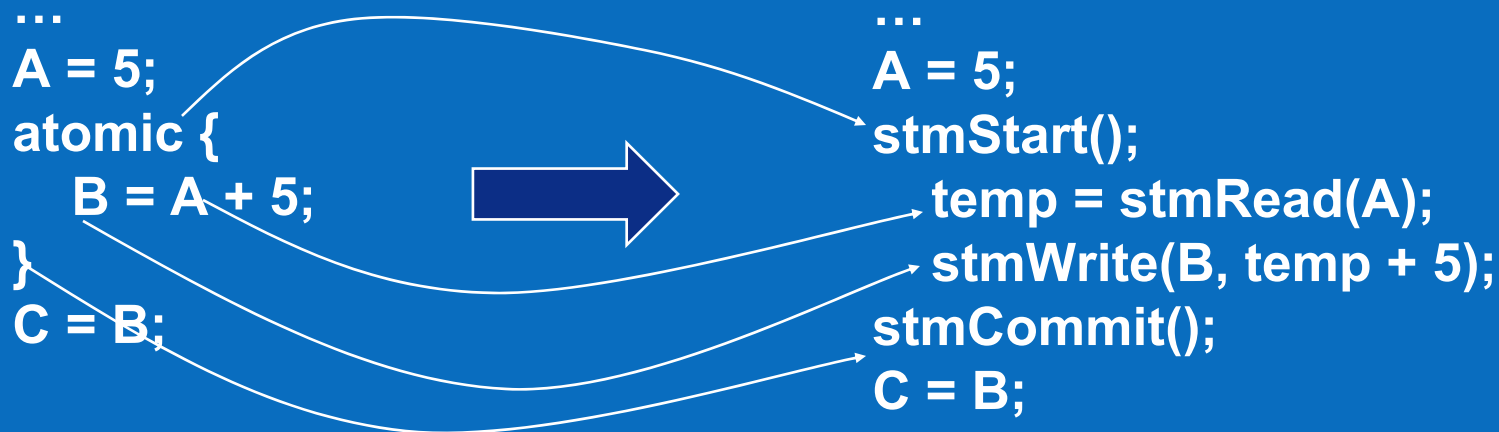 ...
A = 5;
atomic {
B = A + 5;
}
C = B;
...
A = 5;
stmStart();
temp = stmRead(A);
stmWrite(B, temp + 5);
stmCommit();
C = B;